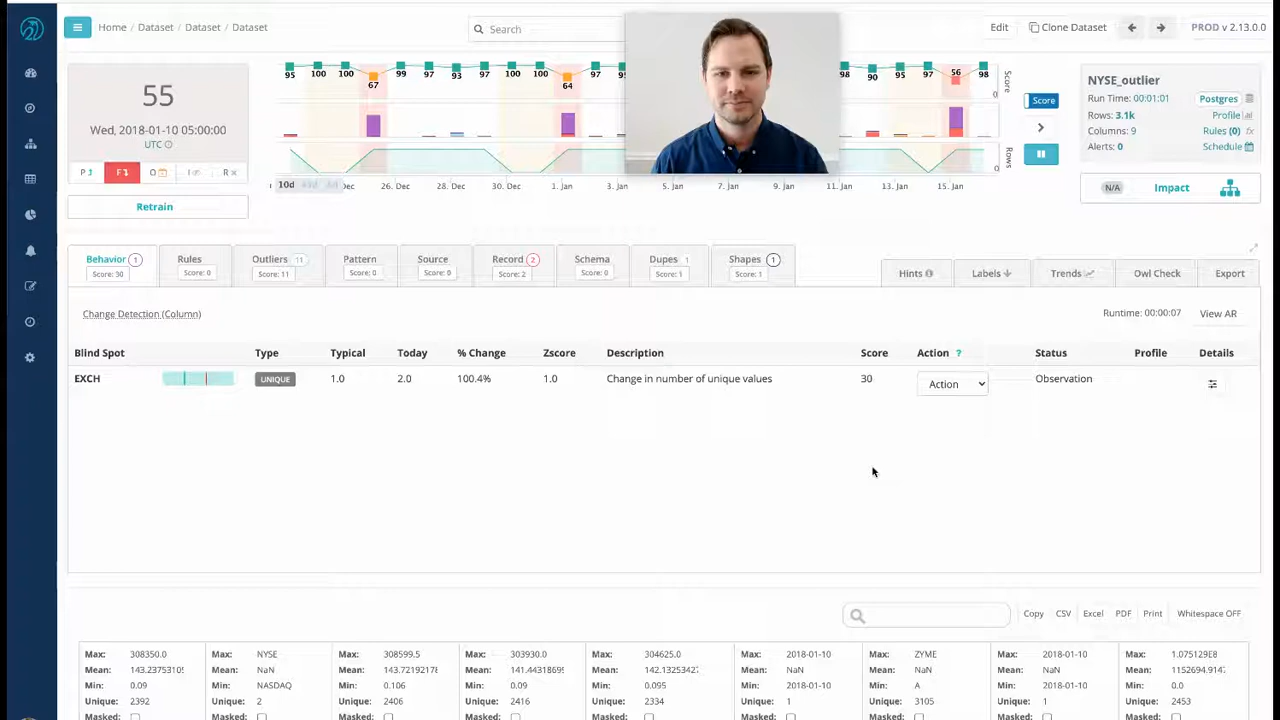 Home / Dataset / Dataset / Dataset
Search
Edit
Clone Dataset
PROD v 2.13.0.0
55
Wed, 2018-01-10 05:00:00
UTC
P
F
O
R
Retrain
95 100 100 67 99 97 93 97 100 100 64 97 98 90 95 97 56 98
Score
0
Rows
0
10d
Dec 26. Dec 28. Dec 30. Dec 1. Jan 3. Jan 5. Jan 7. Jan 9. Jan 11. Jan 13. Jan 15. Jan
Score
NYSE_outlier
Run Time: 00:01:01 Postgres
Rows: 3.1k Profile
Columns: 9 Rules (0)
Alerts: 0 Schedule
N/A Impact
Behavior 1
Score: 30
Rules
Score: 0
Outliers 11
Score: 11
Pattern
Score: 0
Source
Score: 0
Record 2
Score: 2
Schema
Score: 0
Dupes 1
Score: 1
Shapes 1
Score: 1
Hints
Labels
Trends
Owl Check
Export
Change Detection (Column)
Runtime: 00:00:07 View AR
Blind Spot Type Typical Today % Change Zscore Description Score Action ? Status Profile Details
EXCH UNIQUE 1.0 2.0 100.4% 1.0 Change in number of unique values 30 Action Observation
Copy CSV Excel PDF Print Whitespace OFF
Max: 308350.0 Max: NYSE Max: 308599.5 Max: 303930.0 Max: 304625.0 Max: 2018-01-10 Max: ZYME Max: 2018-01-10 Max: 1.075129E8
Mean: 143.2375310 Mean: NaN Mean: 143.7219217 Mean: 141.4431869 Mean: 142.1325342 Mean: NaN Mean: NaN Mean: NaN Mean: 1152694.914
Min: 0.09 Min: NASDAQ Min: 0.106 Min: 0.09 Min: 0.095 Min: 2018-01-10 Min: A Min: 2018-01-10 Min: 0.0
Unique: 2392 Unique: 2 Unique: 2406 Unique: 2416 Unique: 2334 Unique: 1 Unique: 3105 Unique: 1 Unique: 2453
Masked: Masked: Masked: Masked: Masked: Masked: Masked: Masked: Masked: